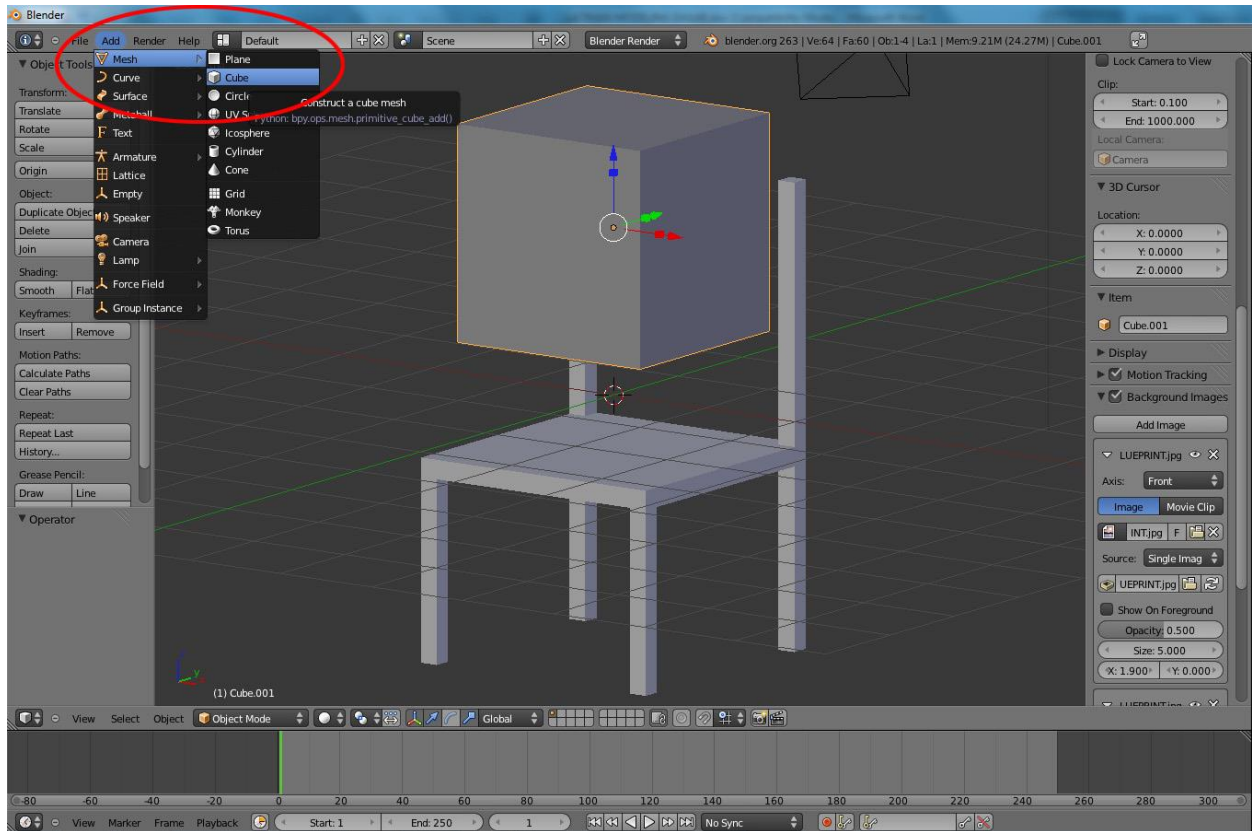 Blender
File Add Render Help Default Scene Blender Render blender.org 263 | Ve:64 | Fa:60 | Ob:1-4 | La:1 | Mem:9.21M (24.27M) | Cube.001
Object Tools
Transform:
Translate
Rotate
Scale
Origin
Object:
Duplicate Objec
Delete
Join
Shading:
Smooth Flat
Keyframes:
Insert Remove
Motion Paths:
Calculate Paths
Clear Paths
Repeat:
Repeat Last
History...
Grease Pencil:
Draw Line
Operator
Mesh
Curve
Surface
Metaball
Text
Armature
Lattice
Empty
Speaker
Camera
Lamp
Force Field
Group Instance
Plane
Cube
Circl
UV S
Icosphere
Cylinder
Cone
Grid
Monkey
Torus
Construct a cube mesh
Python: bpy.ops.mesh.primitive_cube_add()
(1) Cube.001
Lock Camera to View
Clip:
Start: 0.100
End: 1000.000
Local Camera:
Camera
3D Cursor
Location:
X: 0.0000
Y: 0.0000
Z: 0.0000
Item
Cube.001
Display
Motion Tracking
Background Images
Add Image
LUEPRINT.jpg
Axis: Front
Image Movie Clip
INT.jpg F
Source: Single Imag
UEPRINT.jpg
Show On Foreground
Opacity: 0.500
Size: 5.000
X: 1.900 Y: 0.000
View Select Object Object Mode Global
-80 -60 -40 -20 0 20 40 60 80 100 120 140 160 180 200 220 240 260 280 300
View Marker Frame Playback Start: 1 End: 250 1 No Sync